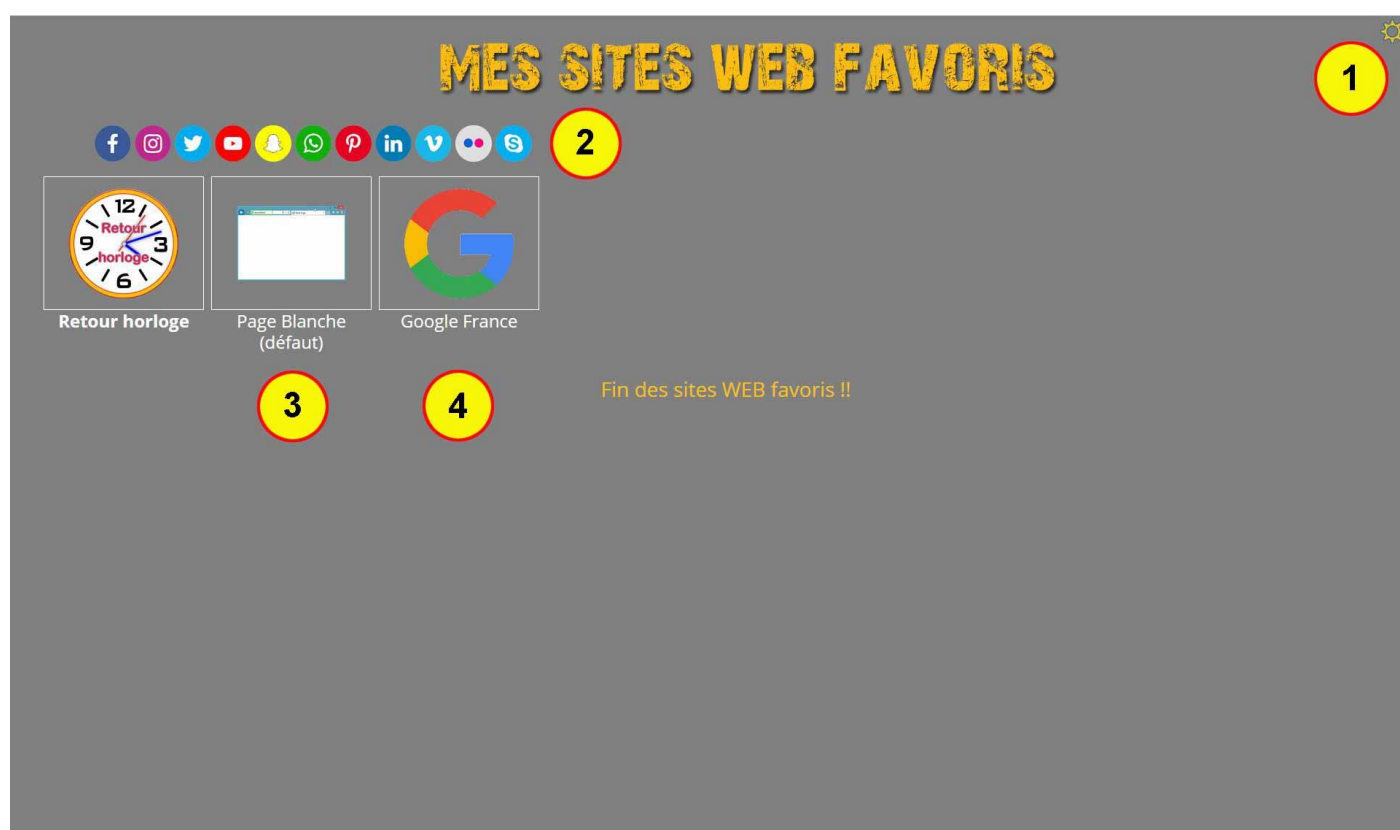 MES SITES WEB FAVORIS
1
2
12
Retour
9
3
horloge
6
Retour horloge
Page Blanche
(défaut)
Google France
3
4
Fin des sites WEB favoris !!